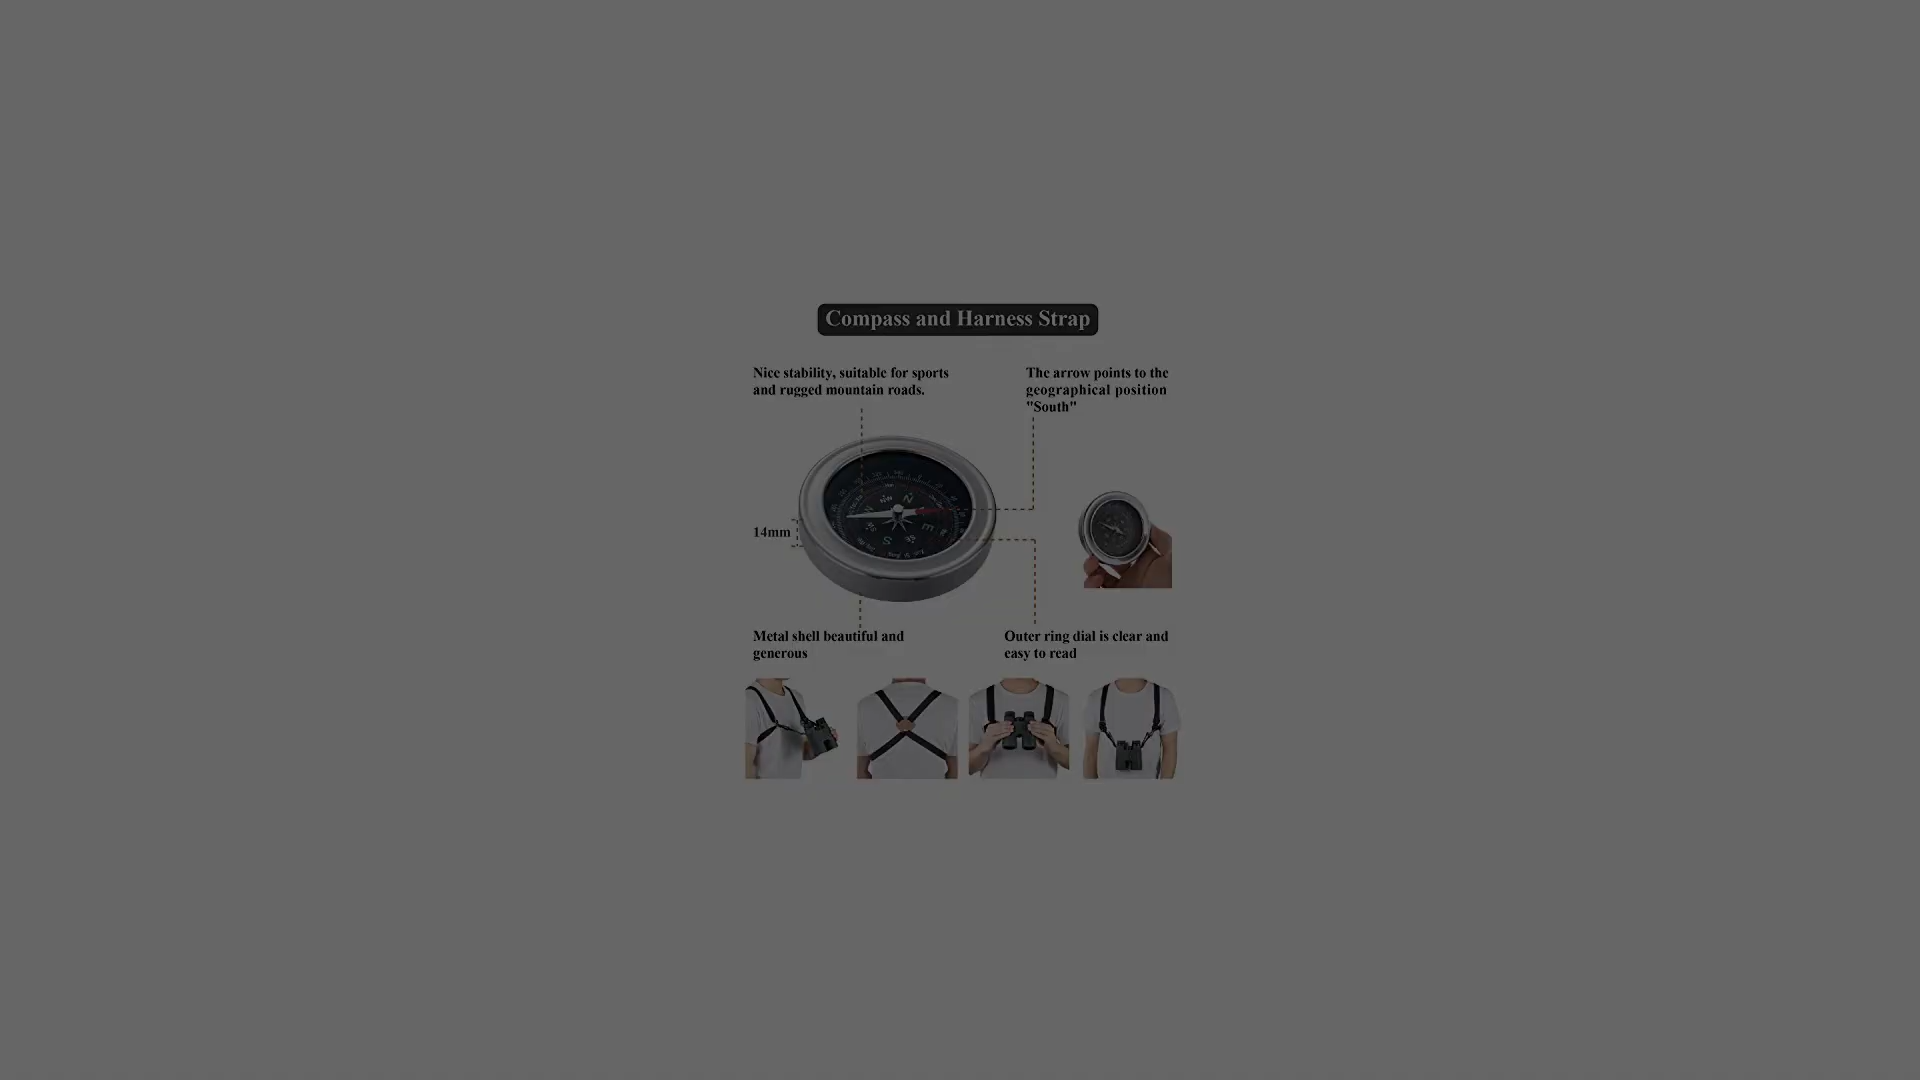 Compass and Harness Strap
Nice stability, suitable for sports
and rugged mountain roads.
The arrow points to the
geographical position
"South"
14mm
Metal shell beautiful and
generous
Outer ring dial is clear and
easy to read
N
E
S